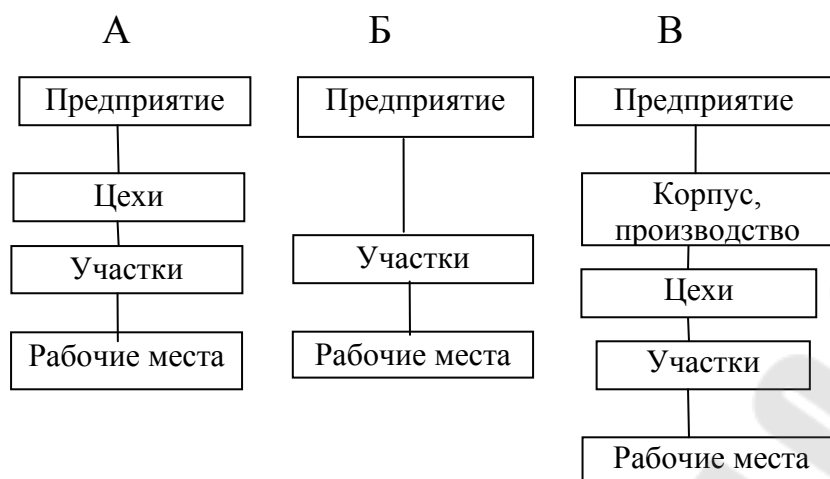 А
Предприятие
Цехи
Участки
Рабочие места
Б
Предприятие
Участки
Рабочие места
В
Предприятие
Корпус,
производство
Цехи
Участки
Рабочие места